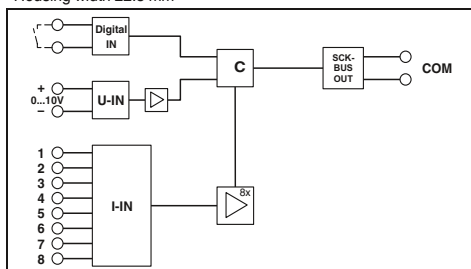 Housing width 22.5 mm
Digital
IN
+
0...10V
−
U-IN
C
SCK-
BUS
OUT
COM
1
2
3
4
5
6
7
8
I-IN
8x